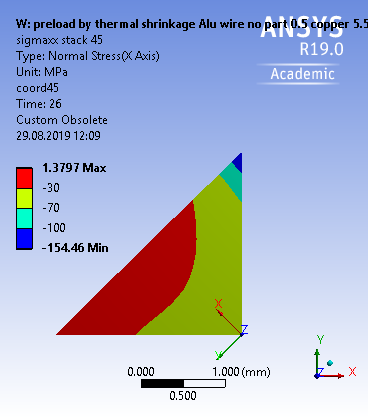 W: preload by thermal shrinkage Alu wire no part 0.5 copper 5.5
sigmaxx stack 45
Type: Normal Stress(X Axis)
Unit: MPa
coord45
Time: 26
Custom Obsolete
29.08.2019 12:09
ANSYS
R19.0
Academic
1.3797 Max
-30
-70
-100
-154.46 Min
X
Z
Y
0.000
1.000 (mm)
0.500
Y
Z
X